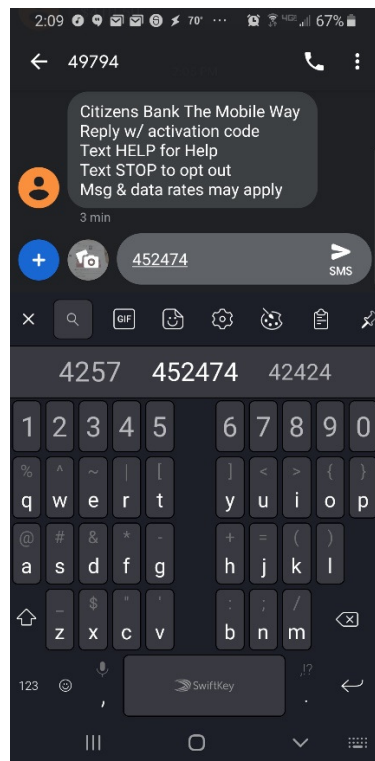 2:09 70° ... 4GE 67%
49794
Citizens Bank The Mobile Way
Reply w/ activation code
Text HELP for Help
Text STOP to opt out
Msg & data rates may apply
3 min
452474
SMS
GIF
4257 452474 42424
1 2 3 4 5 6 7 8 9 0
% ^ ~ | [ ] < > { }
q w e r t y u i o p
@ # & * - + = ( )
a s d f g h j k l
_ $ " ' : ; /
z x c v b n m
123 , SwiftKey ,!? .